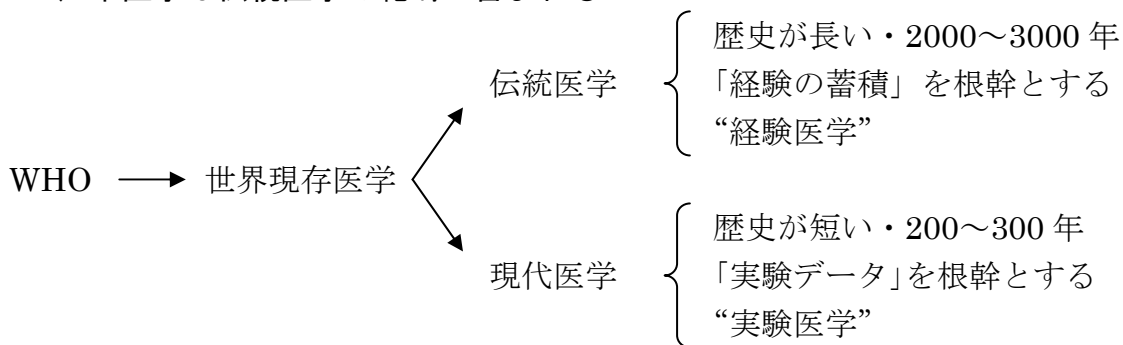 歴史が長い・2000～3000 年
伝統医学
「経験の蓄積」を根幹とする
“経験医学”
WHO
世界現存医学
歴史が短い・200～300 年
現代医学
「実験データ」を根幹とする
“実験医学”